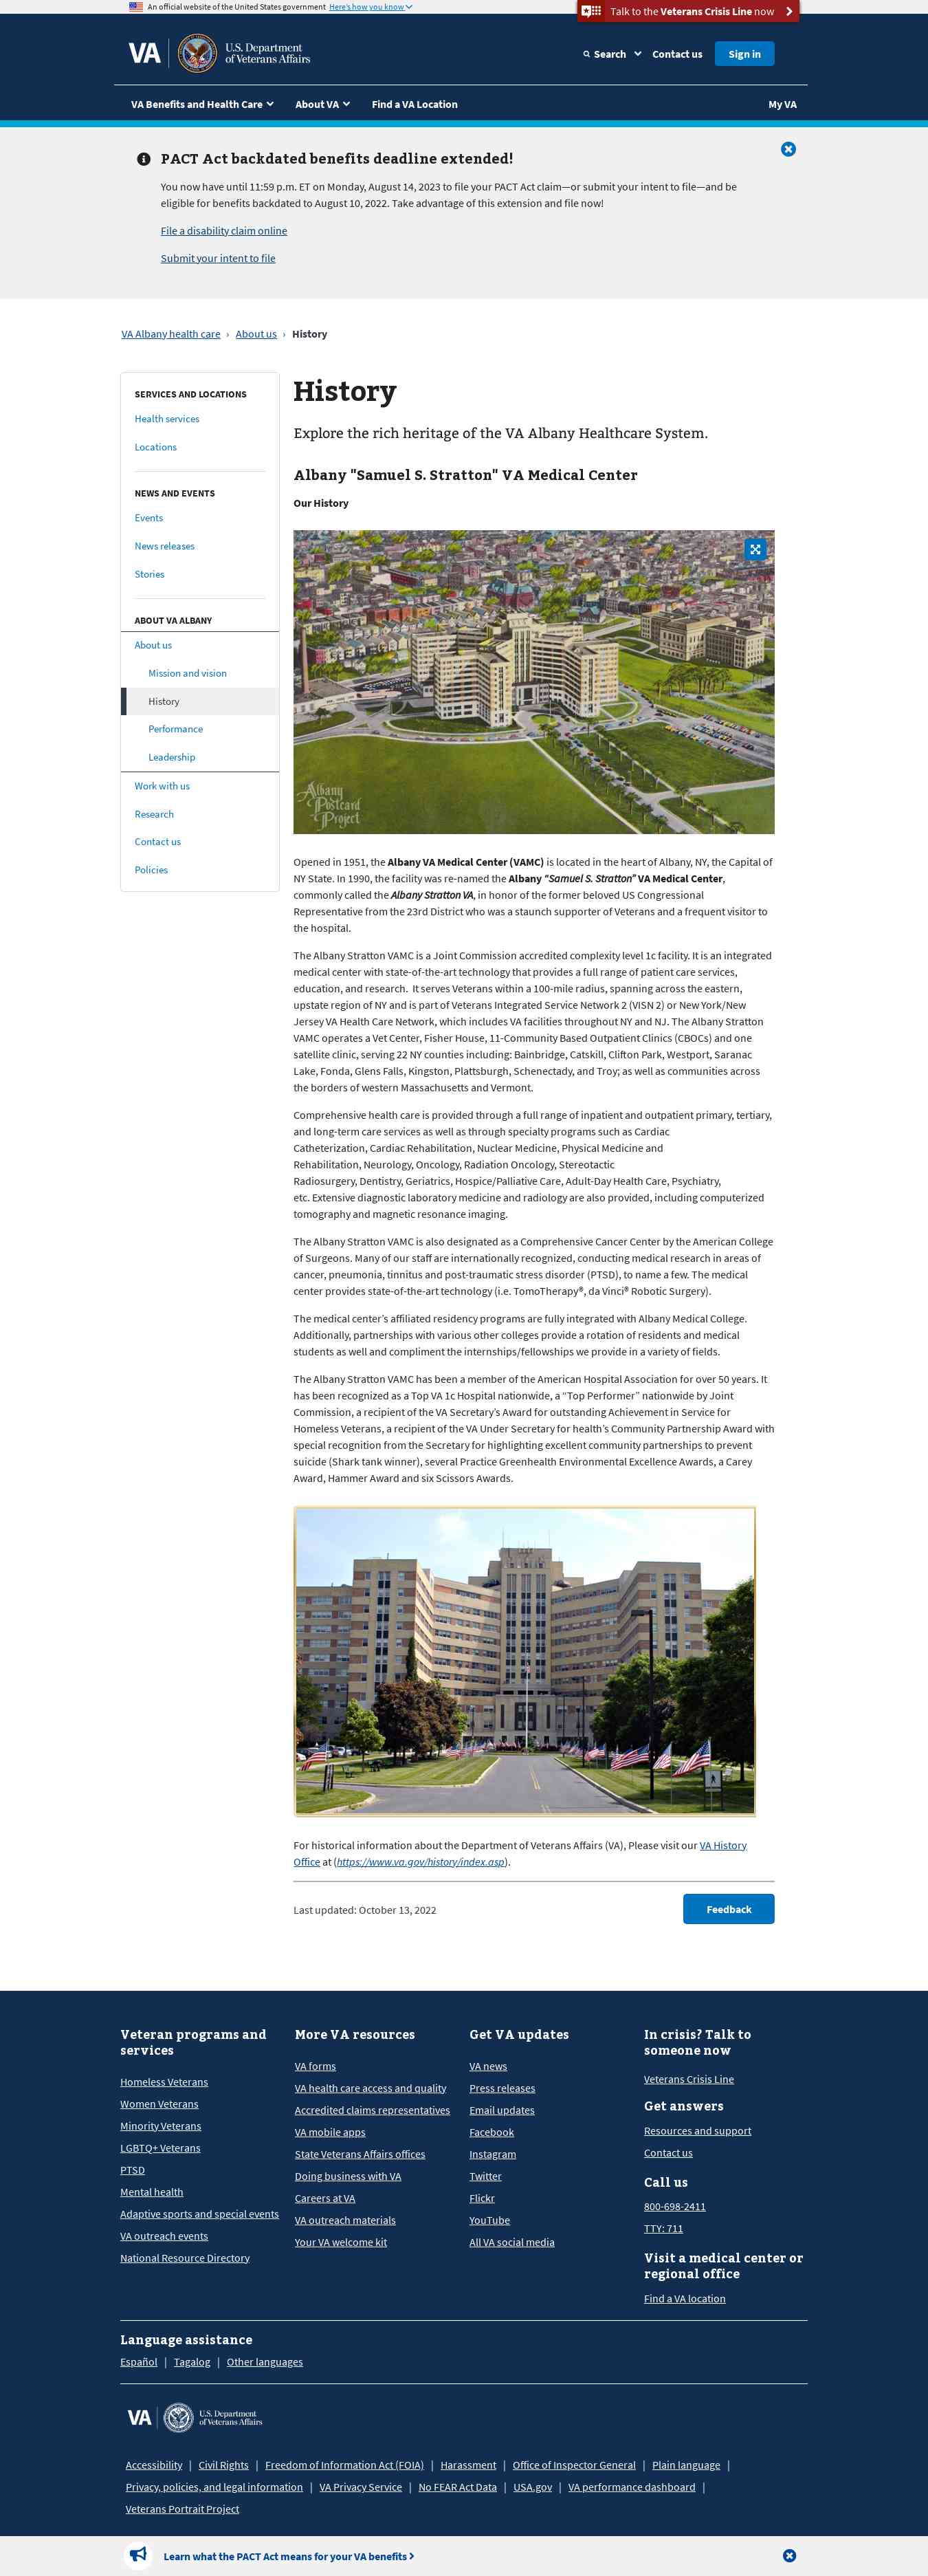 An official website of the United States government Here's how you know
Talk to the Veterans Crisis Line now
VA
U.S. Department
of Veterans Affairs
Search
Contact us
Sign in
VA Benefits and Health Care
About VA
Find a VA Location
My VA
PACT Act backdated benefits deadline extended!
You now have until 11:59 p.m. ET on Monday, August 14, 2023 to file your PACT Act claim—or submit your intent to file—and be
eligible for benefits backdated to August 10, 2022. Take advantage of this extension and file now!
File a disability claim online
Submit your intent to file
VA Albany health care › About us › History
SERVICES AND LOCATIONS
Health services
Locations
NEWS AND EVENTS
Events
News releases
Stories
ABOUT VA ALBANY
About us
Mission and vision
History
Performance
Leadership
Work with us
Research
Contact us
Policies
History
Explore the rich heritage of the VA Albany Healthcare System.
Albany "Samuel S. Stratton" VA Medical Center
Our History
Albany
Postcard
Project
Opened in 1951, the Albany VA Medical Center (VAMC) is located in the heart of Albany, NY, the Capital of
NY State. In 1990, the facility was re-named the Albany “Samuel S. Stratton” VA Medical Center,
commonly called the Albany Stratton VA, in honor of the former beloved US Congressional
Representative from the 23rd District who was a staunch supporter of Veterans and a frequent visitor to
the hospital.
The Albany Stratton VAMC is a Joint Commission accredited complexity level 1c facility. It is an integrated
medical center with state-of-the-art technology that provides a full range of patient care services,
education, and research.  It serves Veterans within a 100-mile radius, spanning across the eastern,
upstate region of NY and is part of Veterans Integrated Service Network 2 (VISN 2) or New York/New
Jersey VA Health Care Network, which includes VA facilities throughout NY and NJ. The Albany Stratton
VAMC operates a Vet Center, Fisher House, 11-Community Based Outpatient Clinics (CBOCs) and one
satellite clinic, serving 22 NY counties including: Bainbridge, Catskill, Clifton Park, Westport, Saranac
Lake, Fonda, Glens Falls, Kingston, Plattsburgh, Schenectady, and Troy; as well as communities across
the borders of western Massachusetts and Vermont.
Comprehensive health care is provided through a full range of inpatient and outpatient primary, tertiary,
and long-term care services as well as through specialty programs such as Cardiac
Catheterization, Cardiac Rehabilitation, Nuclear Medicine, Physical Medicine and
Rehabilitation, Neurology, Oncology, Radiation Oncology, Stereotactic
Radiosurgery, Dentistry, Geriatrics, Hospice/Palliative Care, Adult-Day Health Care, Psychiatry,
etc. Extensive diagnostic laboratory medicine and radiology are also provided, including computerized
tomography and magnetic resonance imaging.
The Albany Stratton VAMC is also designated as a Comprehensive Cancer Center by the American College
of Surgeons. Many of our staff are internationally recognized, conducting medical research in areas of
cancer, pneumonia, tinnitus and post-traumatic stress disorder (PTSD), to name a few. The medical
center provides state-of-the-art technology (i.e. TomoTherapy®, da Vinci® Robotic Surgery).
The medical center’s affiliated residency programs are fully integrated with Albany Medical College.
Additionally, partnerships with various other colleges provide a rotation of residents and medical
students as well and compliment the internships/fellowships we provide in a variety of fields.
The Albany Stratton VAMC has been a member of the American Hospital Association for over 50 years. It
has been recognized as a Top VA 1c Hospital nationwide, a “Top Performer” nationwide by Joint
Commission, a recipient of the VA Secretary’s Award for outstanding Achievement in Service for
Homeless Veterans, a recipient of the VA Under Secretary for health’s Community Partnership Award with
special recognition from the Secretary for highlighting excellent community partnerships to prevent
suicide (Shark tank winner), several Practice Greenhealth Environmental Excellence Awards, a Carey
Award, Hammer Award and six Scissors Awards.
For historical information about the Department of Veterans Affairs (VA), Please visit our VA History
Office at (https://www.va.gov/history/index.asp).
Last updated: October 13, 2022
Feedback
Veteran programs and
services
Homeless Veterans
Women Veterans
Minority Veterans
LGBTQ+ Veterans
PTSD
Mental health
Adaptive sports and special events
VA outreach events
National Resource Directory
More VA resources
VA forms
VA health care access and quality
Accredited claims representatives
VA mobile apps
State Veterans Affairs offices
Doing business with VA
Careers at VA
VA outreach materials
Your VA welcome kit
Get VA updates
VA news
Press releases
Email updates
Facebook
Instagram
Twitter
Flickr
YouTube
All VA social media
In crisis? Talk to
someone now
Veterans Crisis Line
Get answers
Resources and support
Contact us
Call us
800-698-2411
TTY: 711
Visit a medical center or
regional office
Find a VA location
Language assistance
Español | Tagalog | Other languages
VA
U.S. Department
of Veterans Affairs
Accessibility | Civil Rights | Freedom of Information Act (FOIA) | Harassment | Office of Inspector General | Plain language |
Privacy, policies, and legal information | VA Privacy Service | No FEAR Act Data | USA.gov | VA performance dashboard |
Veterans Portrait Project
Learn what the PACT Act means for your VA benefits